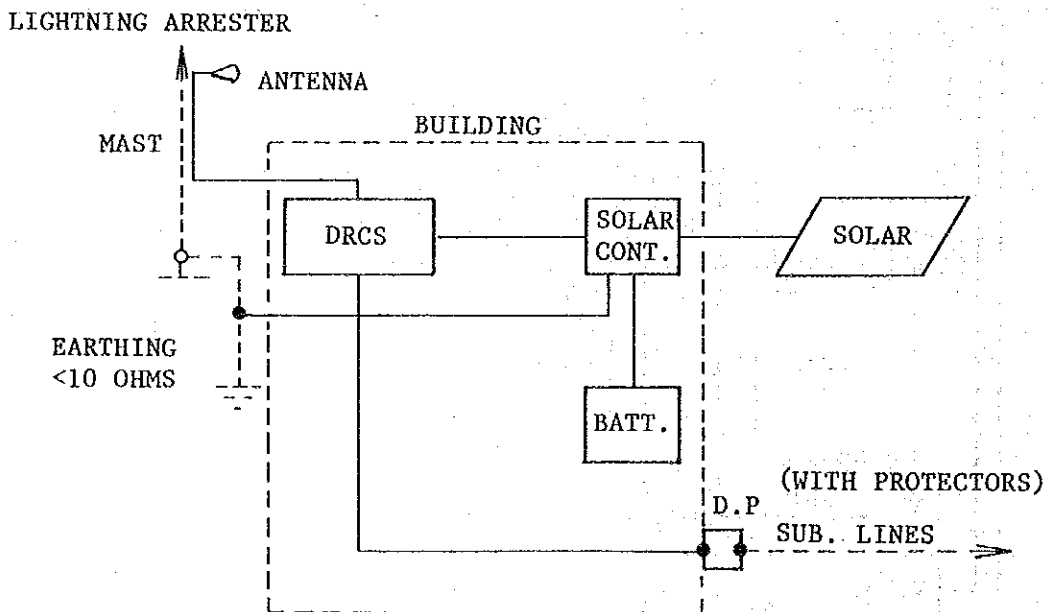 LIGHTNING ARRESTER
ANTENNA
MAST
BUILDING
DRCS
SOLAR
CONT.
SOLAR
EARTHING
<10 OHMS
BATT.
(WITH PROTECTORS)
D.P
SUB. LINES